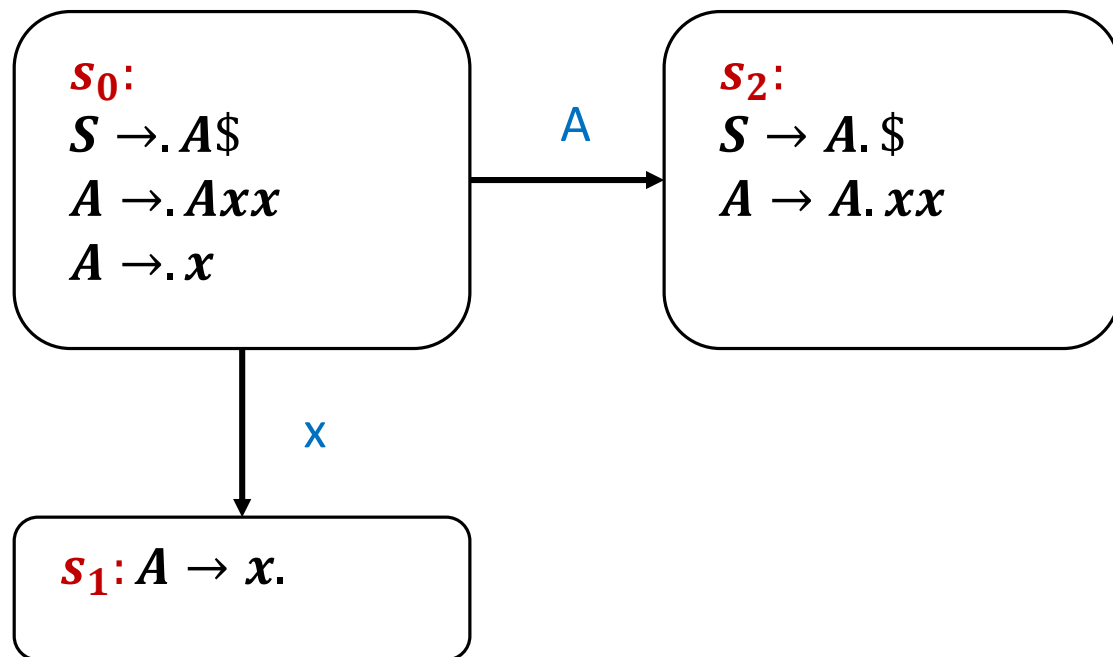 s₀:
S →. A$
A →. Axx
A →. x
A
s₂:
S → A. $
A → A. xx
x
s₁: A → x.